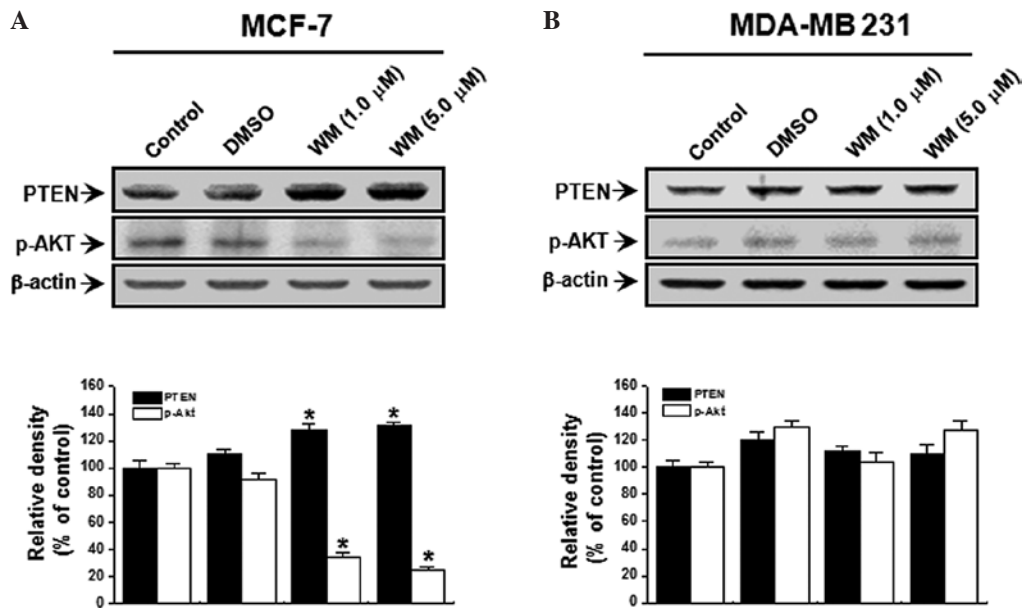 A
MCF-7
Control
DMSO
WM (1.0 μM)
WM (5.0 μM)
PTEN
p-AKT
β-actin
Relative density
(% of control)
160
140
120
100
80
60
40
20
0
PTEN
p-Akt
*
*
*
*
B
MDA-MB 231
Control
DMSO
WM (1.0 μM)
WM (5.0 μM)
PTEN
p-AKT
β-actin
Relative density
(% of control)
160
140
120
100
80
60
40
20
0
PTEN
p-Akt